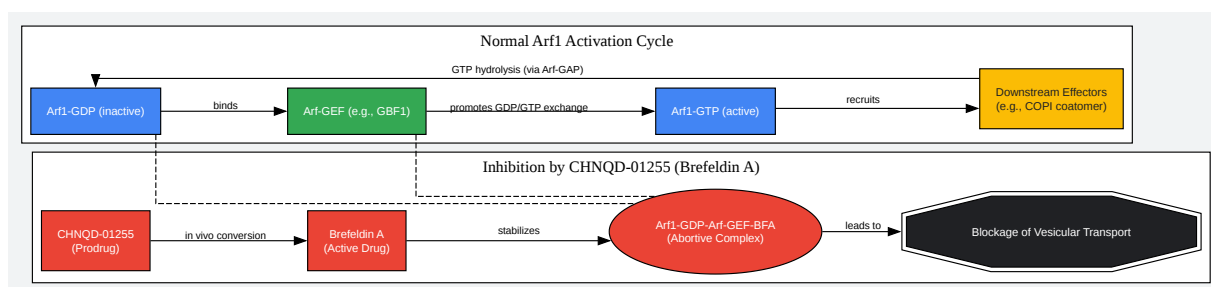 Normal Arf1 Activation Cycle
GTP hydrolysis (via Arf-GAP)
Arf1-GDP (inactive)
binds
Arf-GEF (e.g., GBF1)
promotes GDP/GTP exchange
Arf1-GTP (active)
recruits
Downstream Effectors
(e.g., COPI coatomer)
Inhibition by CHNQD-01255 (Brefeldin A)
CHNQD-01255
(Prodrug)
in vivo conversion
Brefeldin A
(Active Drug)
stabilizes
Arf1-GDP-Arf-GEF-BFA
(Abortive Complex)
leads to
Blockage of Vesicular Transport